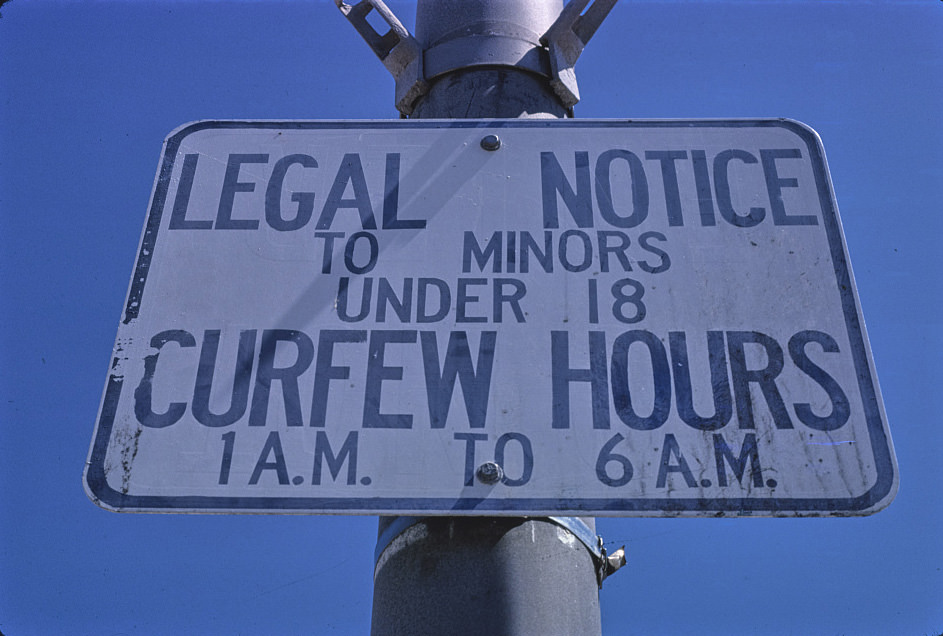 LEGAL NOTICE
TO MINORS
UNDER 18
CURFEW HOURS
1 A.M. TO 6 A.M.